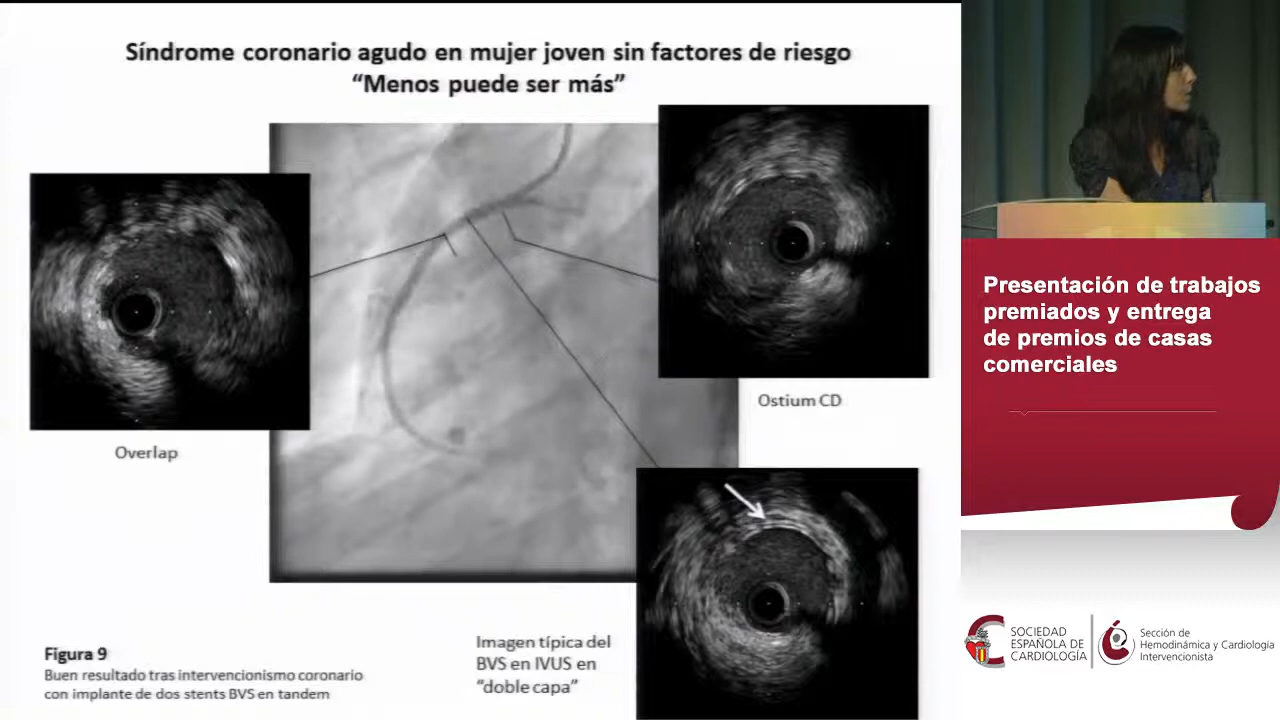 Síndrome coronario agudo en mujer joven sin factores de riesgo
“Menos puede ser más”
Overlap
Ostium CD
Imagen típica del
BVS en IVUS en
“doble capa”
Figura 9
Buen resultado tras intervencionismo coronario
con implante de dos stents BVS en tandem
Presentación de trabajos
premiados y entrega
de premios de casas
comerciales
SOCIEDAD
ESPAÑOLA DE
CARDIOLOGÍA
Sección de
Hemodinámica y Cardiología
Intervencionista